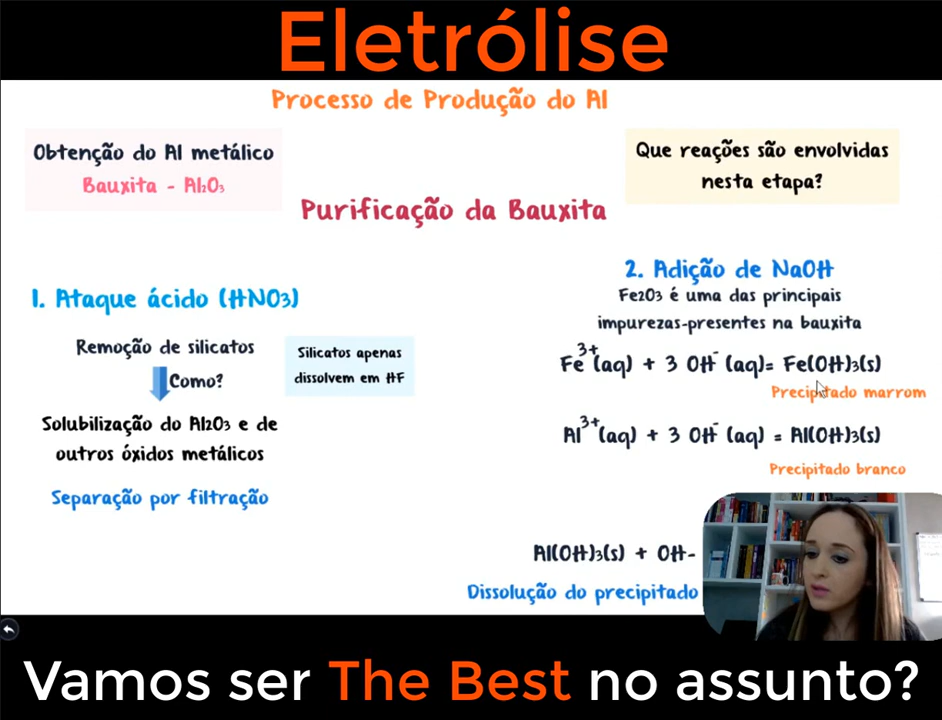 Eletrólise
Processo de Produção do Al
Obtenção do Al metálico
Bauxita - Al₂O₃
Que reações são envolvidas
nesta etapa?
Purificação da Bauxita
1. Ataque ácido (HNO₃)
Remoção de silicatos
Como?
Silicatos apenas
dissolvem em HF
Solubilização do Al₂O₃ e de
outros óxidos metálicos
Separação por filtração
2. Adição de NaOH
Fe₂O₃ é uma das principais
impurezas-presentes na bauxita
Fe³⁺(aq) + 3 OH⁻ (aq)= Fe(OH)₃(s)
Precipitado marrom
Al³⁺(aq) + 3 OH⁻ (aq) = Al(OH)₃(s)
Precipitado branco
Al(OH)₃(s) + OH-
Dissolução do precipitado
Vamos ser The Best no assunto?